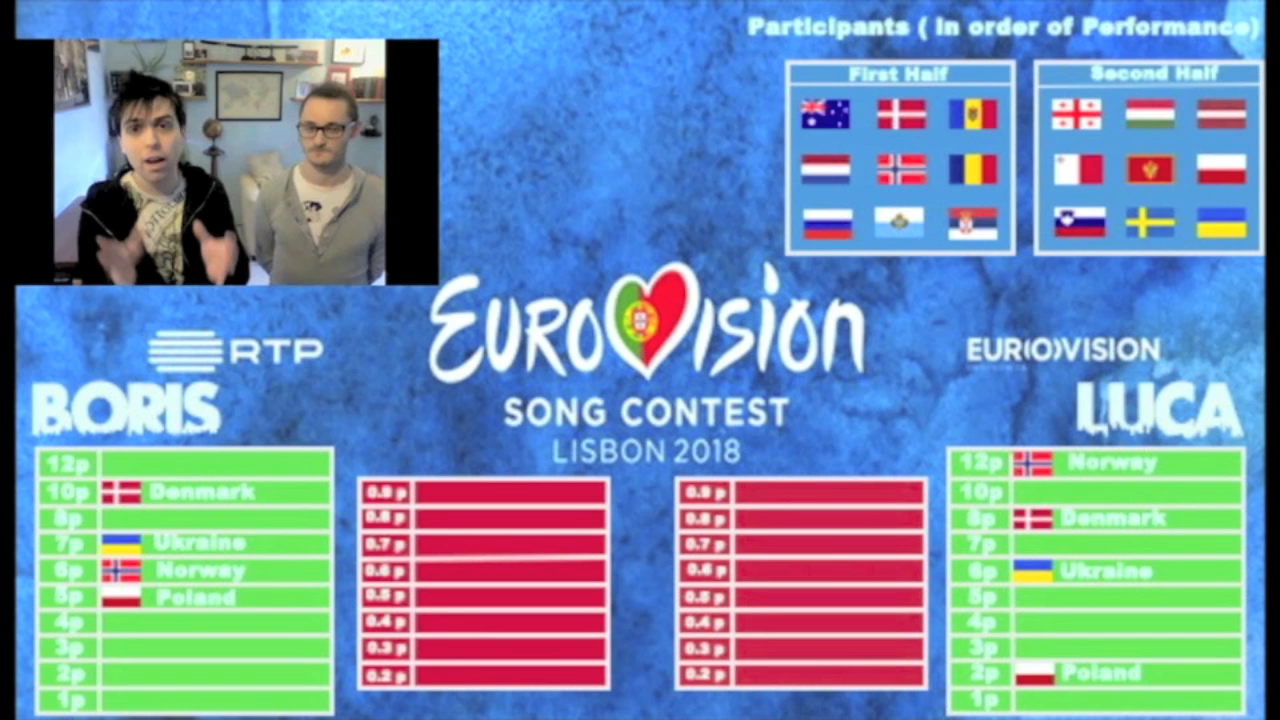 Participants ( in order of Performance)
First Half
Second Half
EUROVISION
SONG CONTEST
LISBON 2018
RTP
EUR(O)VISION
BORIS
LUCA
12p
10p Denmark
8p
7p Ukraine
6p Norway
5p Poland
4p
3p
2p
1p
0.9 p
0.8 p
0.7 p
0.6 p
0.5 p
0.4 p
0.3 p
0.2 p
0.9 p
0.8 p
0.7 p
0.6 p
0.5 p
0.4 p
0.3 p
0.2 p
12p Norway
10p
8p Denmark
7p
6p Ukraine
5p
4p
3p
2p Poland
1p